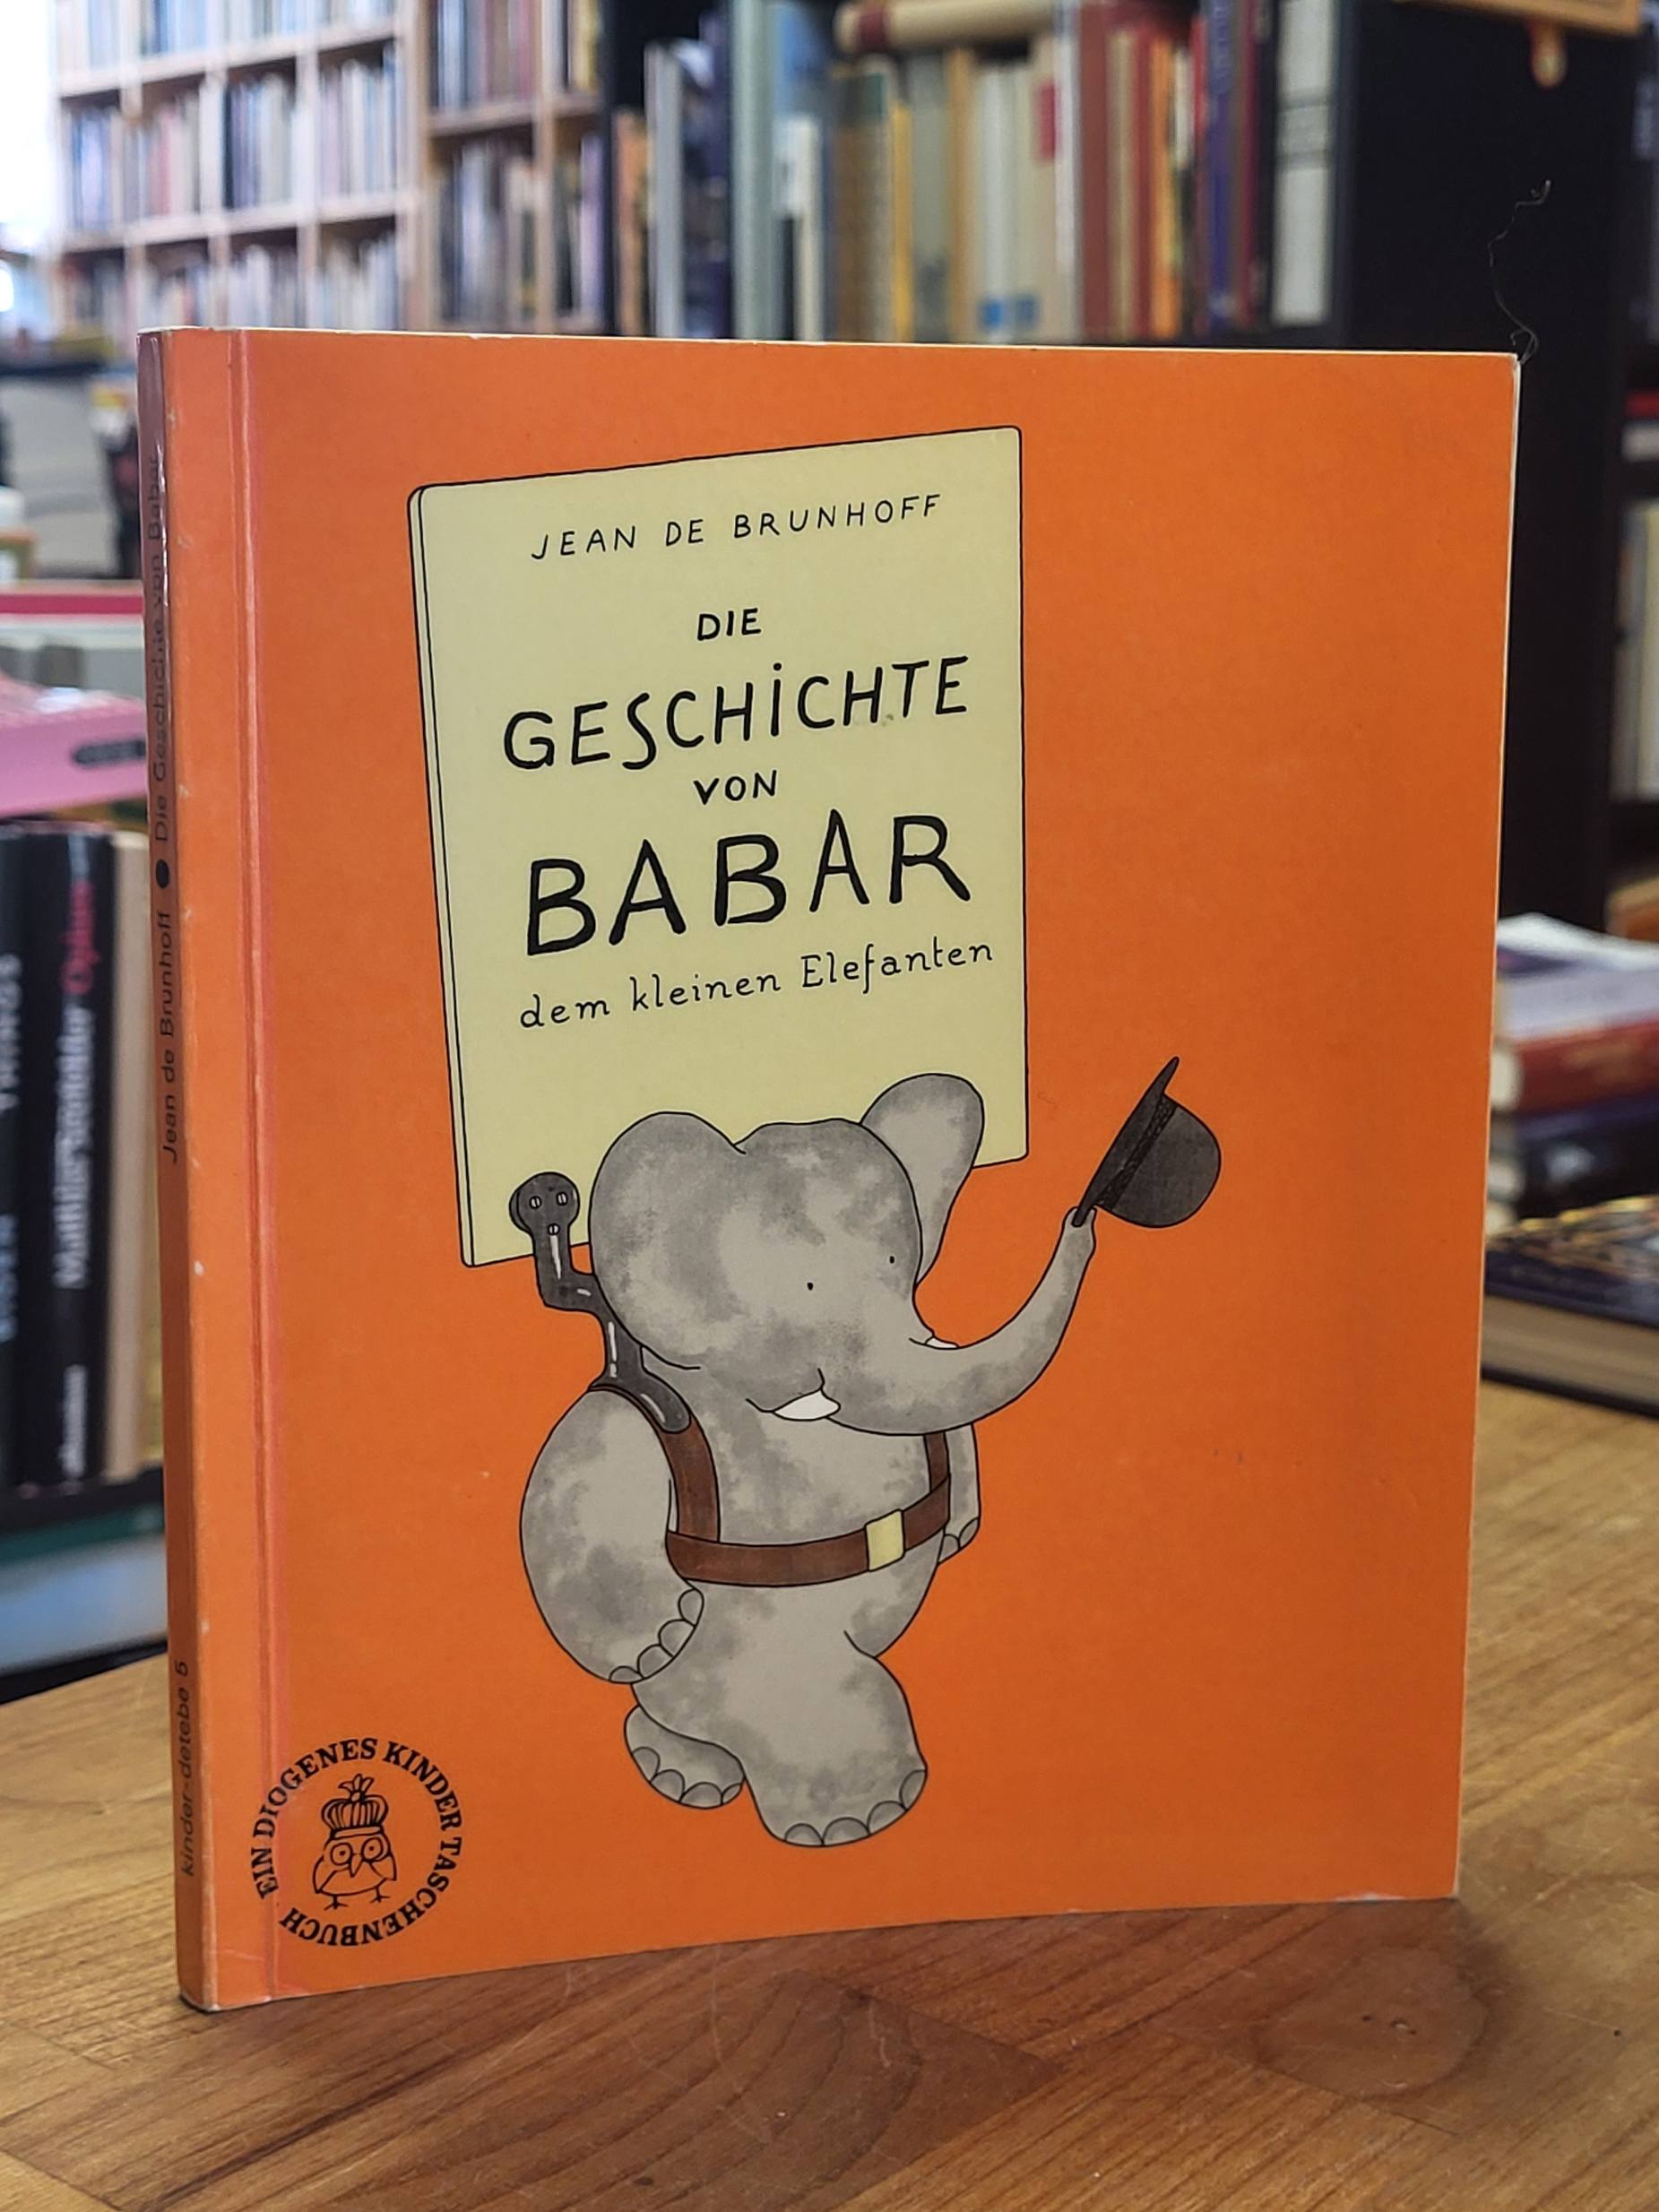 JEAN DE BRUNHOFF
DIE
GESCHiCHTE
VON
BABAR
dem kleinen Elefanten
EIN DIOGENES KINDER TASCHENBUCH
Jean de Brunhoff ● Die Geschichte von Babar
kinder-detebe 5